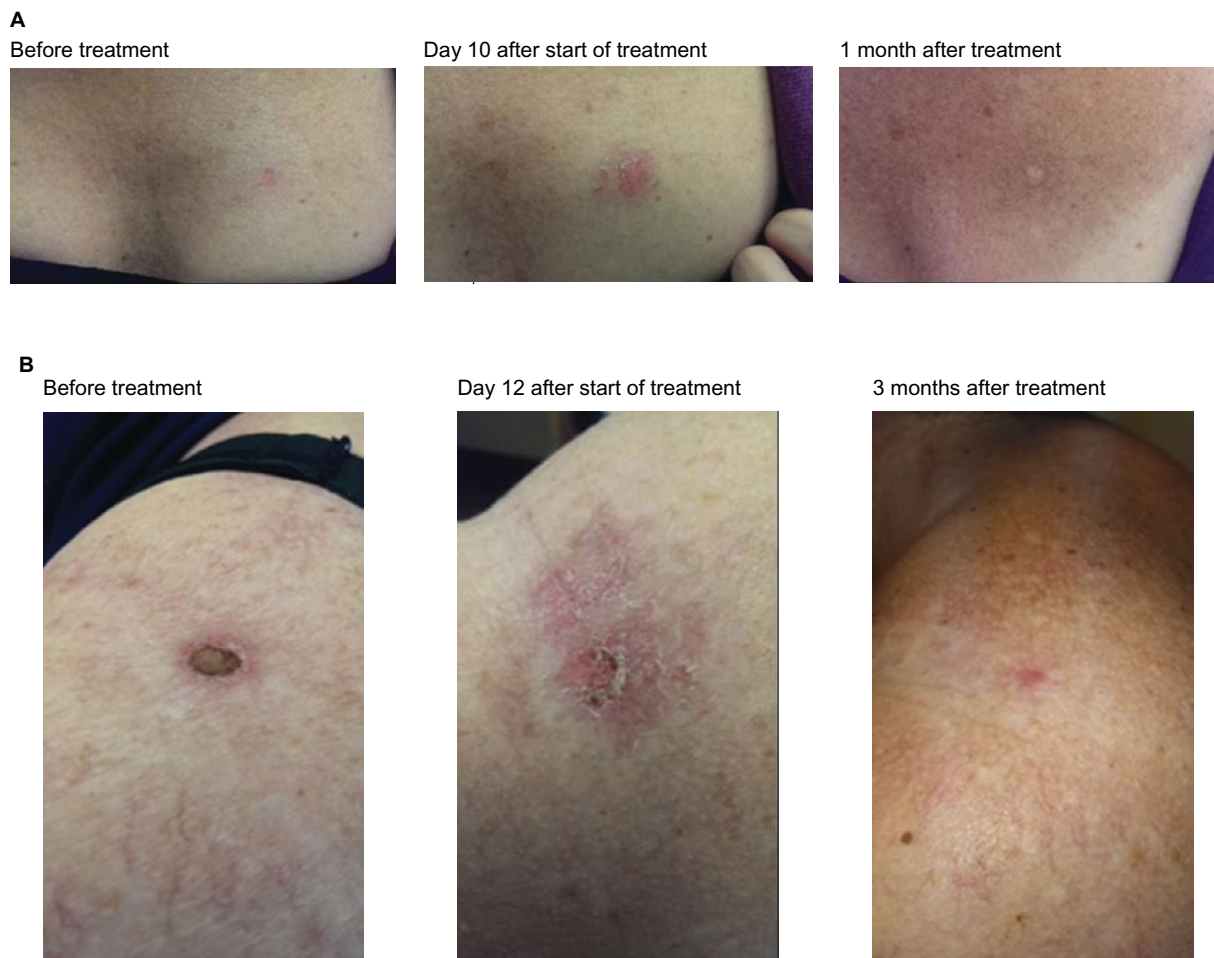 A
Before treatment
Day 10 after start of treatment
1 month after treatment
B
Before treatment
Day 12 after start of treatment
3 months after treatment